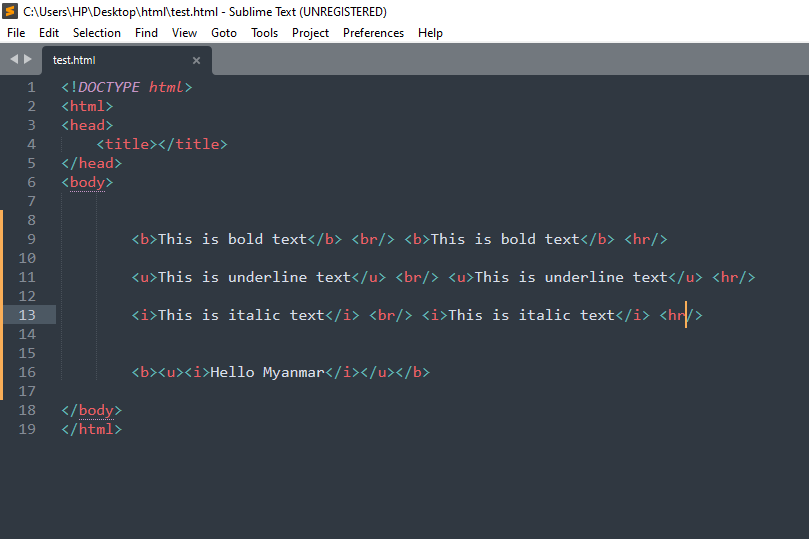 C:\Users\HP\Desktop\html\test.html - Sublime Text (UNREGISTERED)
File Edit Selection Find View Goto Tools Project Preferences Help
test.html
1 <!DOCTYPE html>
2 <html>
3 <head>
4 <title></title>
5 </head>
6 <body>
7
8
9 <b>This is bold text</b> <br/> <b>This is bold text</b> <hr/>
10
11 <u>This is underline text</u> <br/> <u>This is underline text</u> <hr/>
12
13 <i>This is italic text</i> <br/> <i>This is italic text</i> <hr/>
14
15
16 <b><u><i>Hello Myanmar</i></u></b>
17
18 </body>
19 </html>